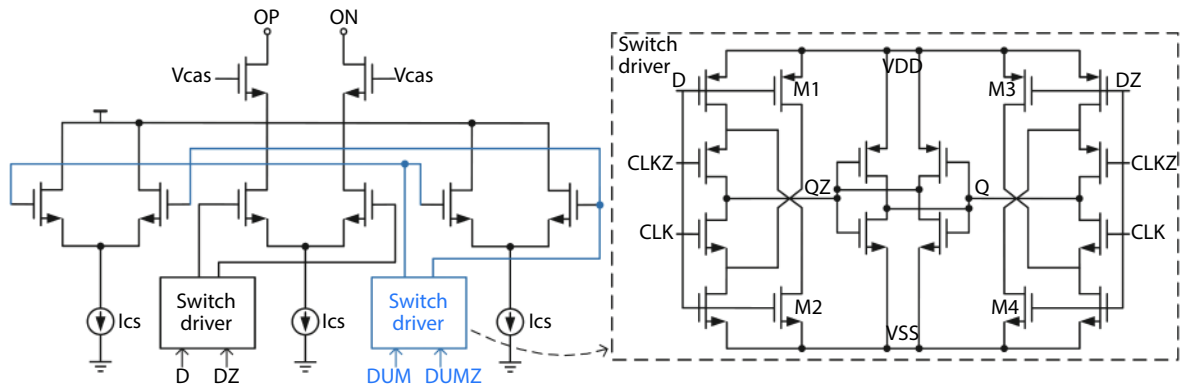 OP
ON
Vcas
Vcas
Ics
Switch
driver
D
DZ
Ics
Switch
driver
DUM
DUMZ
Ics
Switch
driver
D
M1
VDD
M3
DZ
CLKZ
CLKZ
QZ
Q
CLK
CLK
M2
M4
VSS